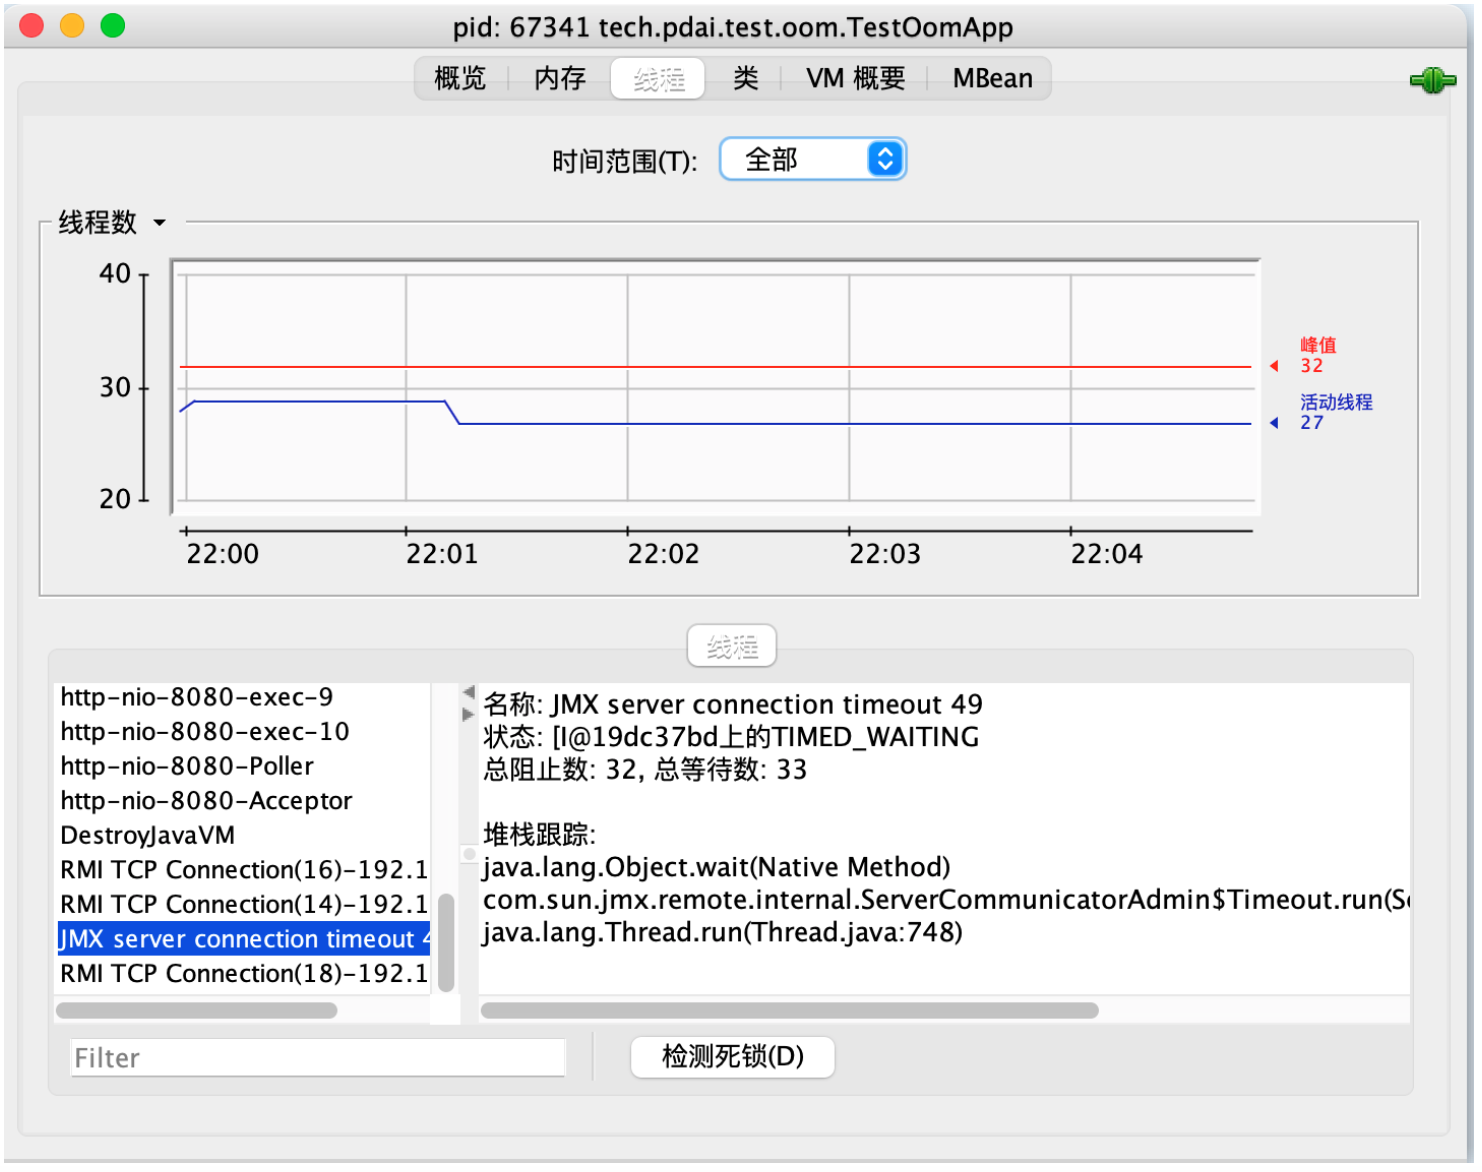 pid: 67341 tech.pdai.test.oom.TestOomApp
概览 内存 线程 类 VM 概要 MBean
时间范围(T): 全部
线程数
40
30
20
峰值
32
活动线程
27
22:00 22:01 22:02 22:03 22:04
线程
http-nio-8080-exec-9
http-nio-8080-exec-10
http-nio-8080-Poller
http-nio-8080-Acceptor
DestroyJavaVM
RMI TCP Connection(16)-192.1
RMI TCP Connection(14)-192.1
JMX server connection timeout 4
RMI TCP Connection(18)-192.1
名称: JMX server connection timeout 49
状态: [I@19dc37bd上的TIMED_WAITING
总阻止数: 32, 总等待数: 33
堆栈跟踪:
java.lang.Object.wait(Native Method)
com.sun.jmx.remote.internal.ServerCommunicatorAdmin$Timeout.run(Se
java.lang.Thread.run(Thread.java:748)
Filter
检测死锁(D)